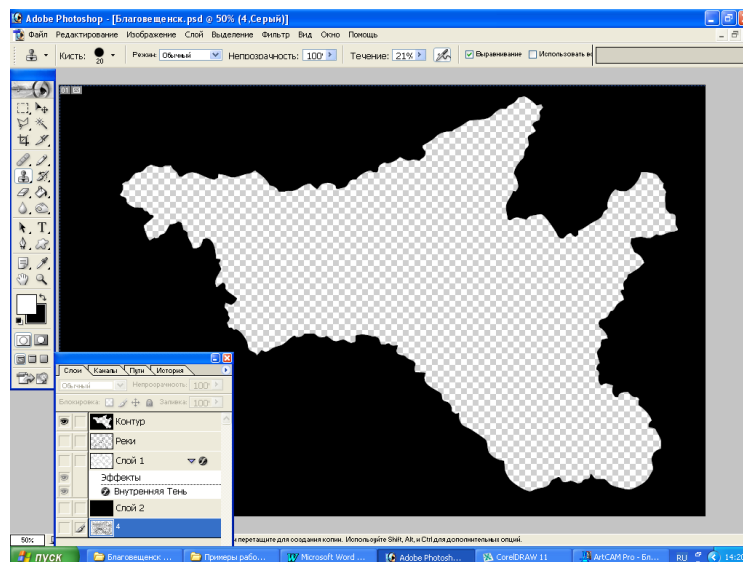 Adobe Photoshop - [Благовещенск.psd @ 50% (4,Серый)]
Файл Редактирование Изображение Слой Выделение Фильтр Вид Окно Помощь
Кисть: 20 Режим: Обычный Непрозрачность: 100 Течение: 21% Выравнивание Использовать
01
Слои Каналы Пути История
Обычный Непрозрачность: 100
Блокировка: Заливка: 100
Контур
Реки
Слой 1
Эффекты
Внутренняя Тень
Слой 2
4
50% и перетащите для создания копии. Используйте Shift, Alt, и Ctrl для дополнительных опций.
пуск Благовещенск ... Примеры рабо... Microsoft Word ... Adobe Photosh... CorelDRAW 11 ArtCAM Pro - Бл... RU 14:20